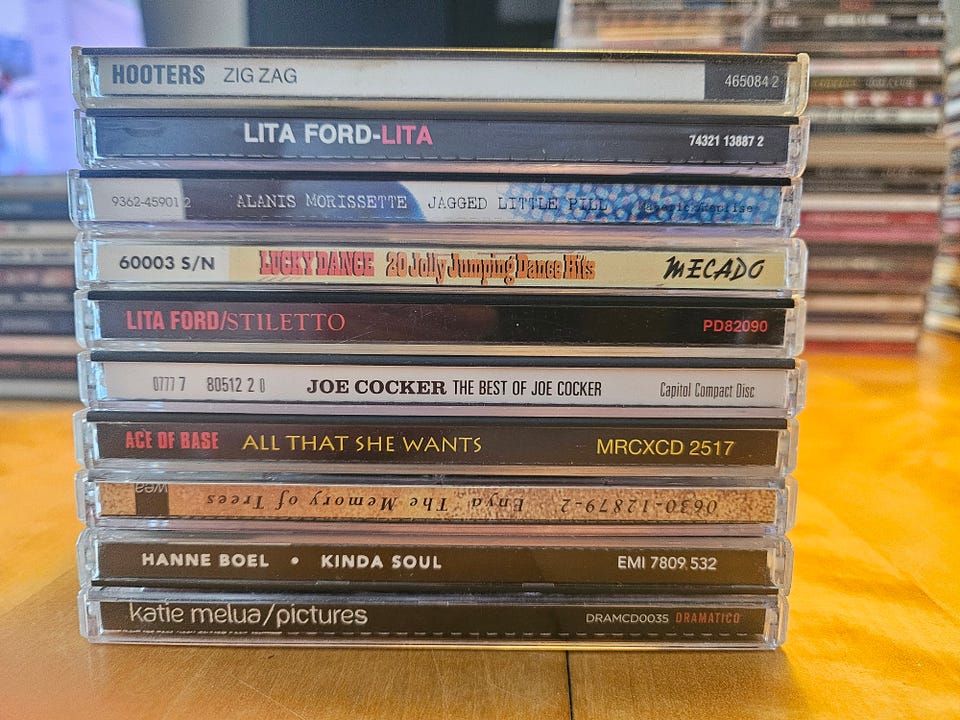 HOOTERS ZIG ZAG 465084 2
LITA FORD-LITA 74321 13887 2
9362-45901 2 ALANIS MORISSETTE JAGGED LITTLE PILL Maverick Reprise
60003 S/N LUCKY DANCE 20 Jolly Jumping Dance Hits MECADO
LITA FORD/STILETTO PD82090
0777 7 80512 2 0 JOE COCKER THE BEST OF JOE COCKER Capitol Compact Disc
ACE OF BASE ALL THAT SHE WANTS MRCXCD 2517
0630-12879-2 Enya The Memory of Trees wea
HANNE BOEL • KINDA SOUL EMI 7809 532
katie melua/pictures DRAMCD0035 DRAMATICO